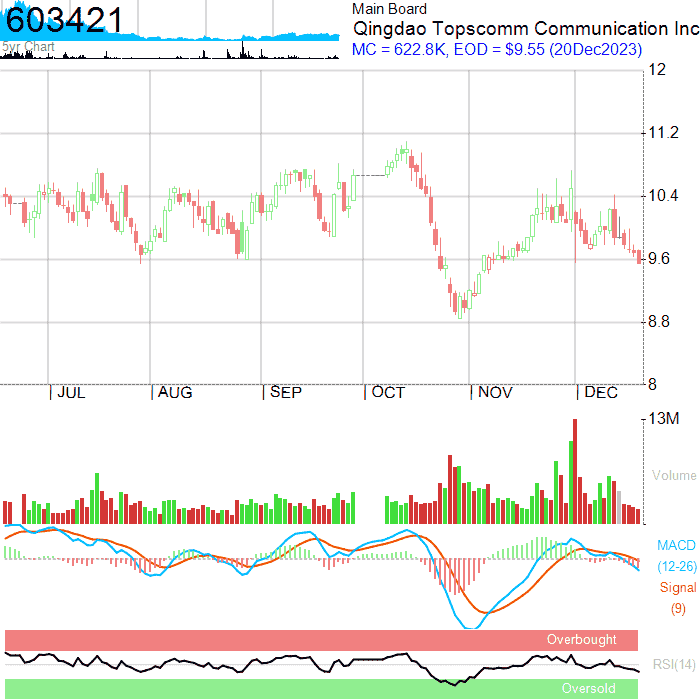 603421
5yr Chart
Main Board
Qingdao Topscomm Communication Inc
MC = 622.8K, EOD = $9.55 (20Dec2023)
12
11.2
10.4
9.6
8.8
8
JUL AUG SEP OCT NOV DEC
13M
Volume
MACD
(12-26)
Signal
(9)
Overbought
RSI(14)
Oversold